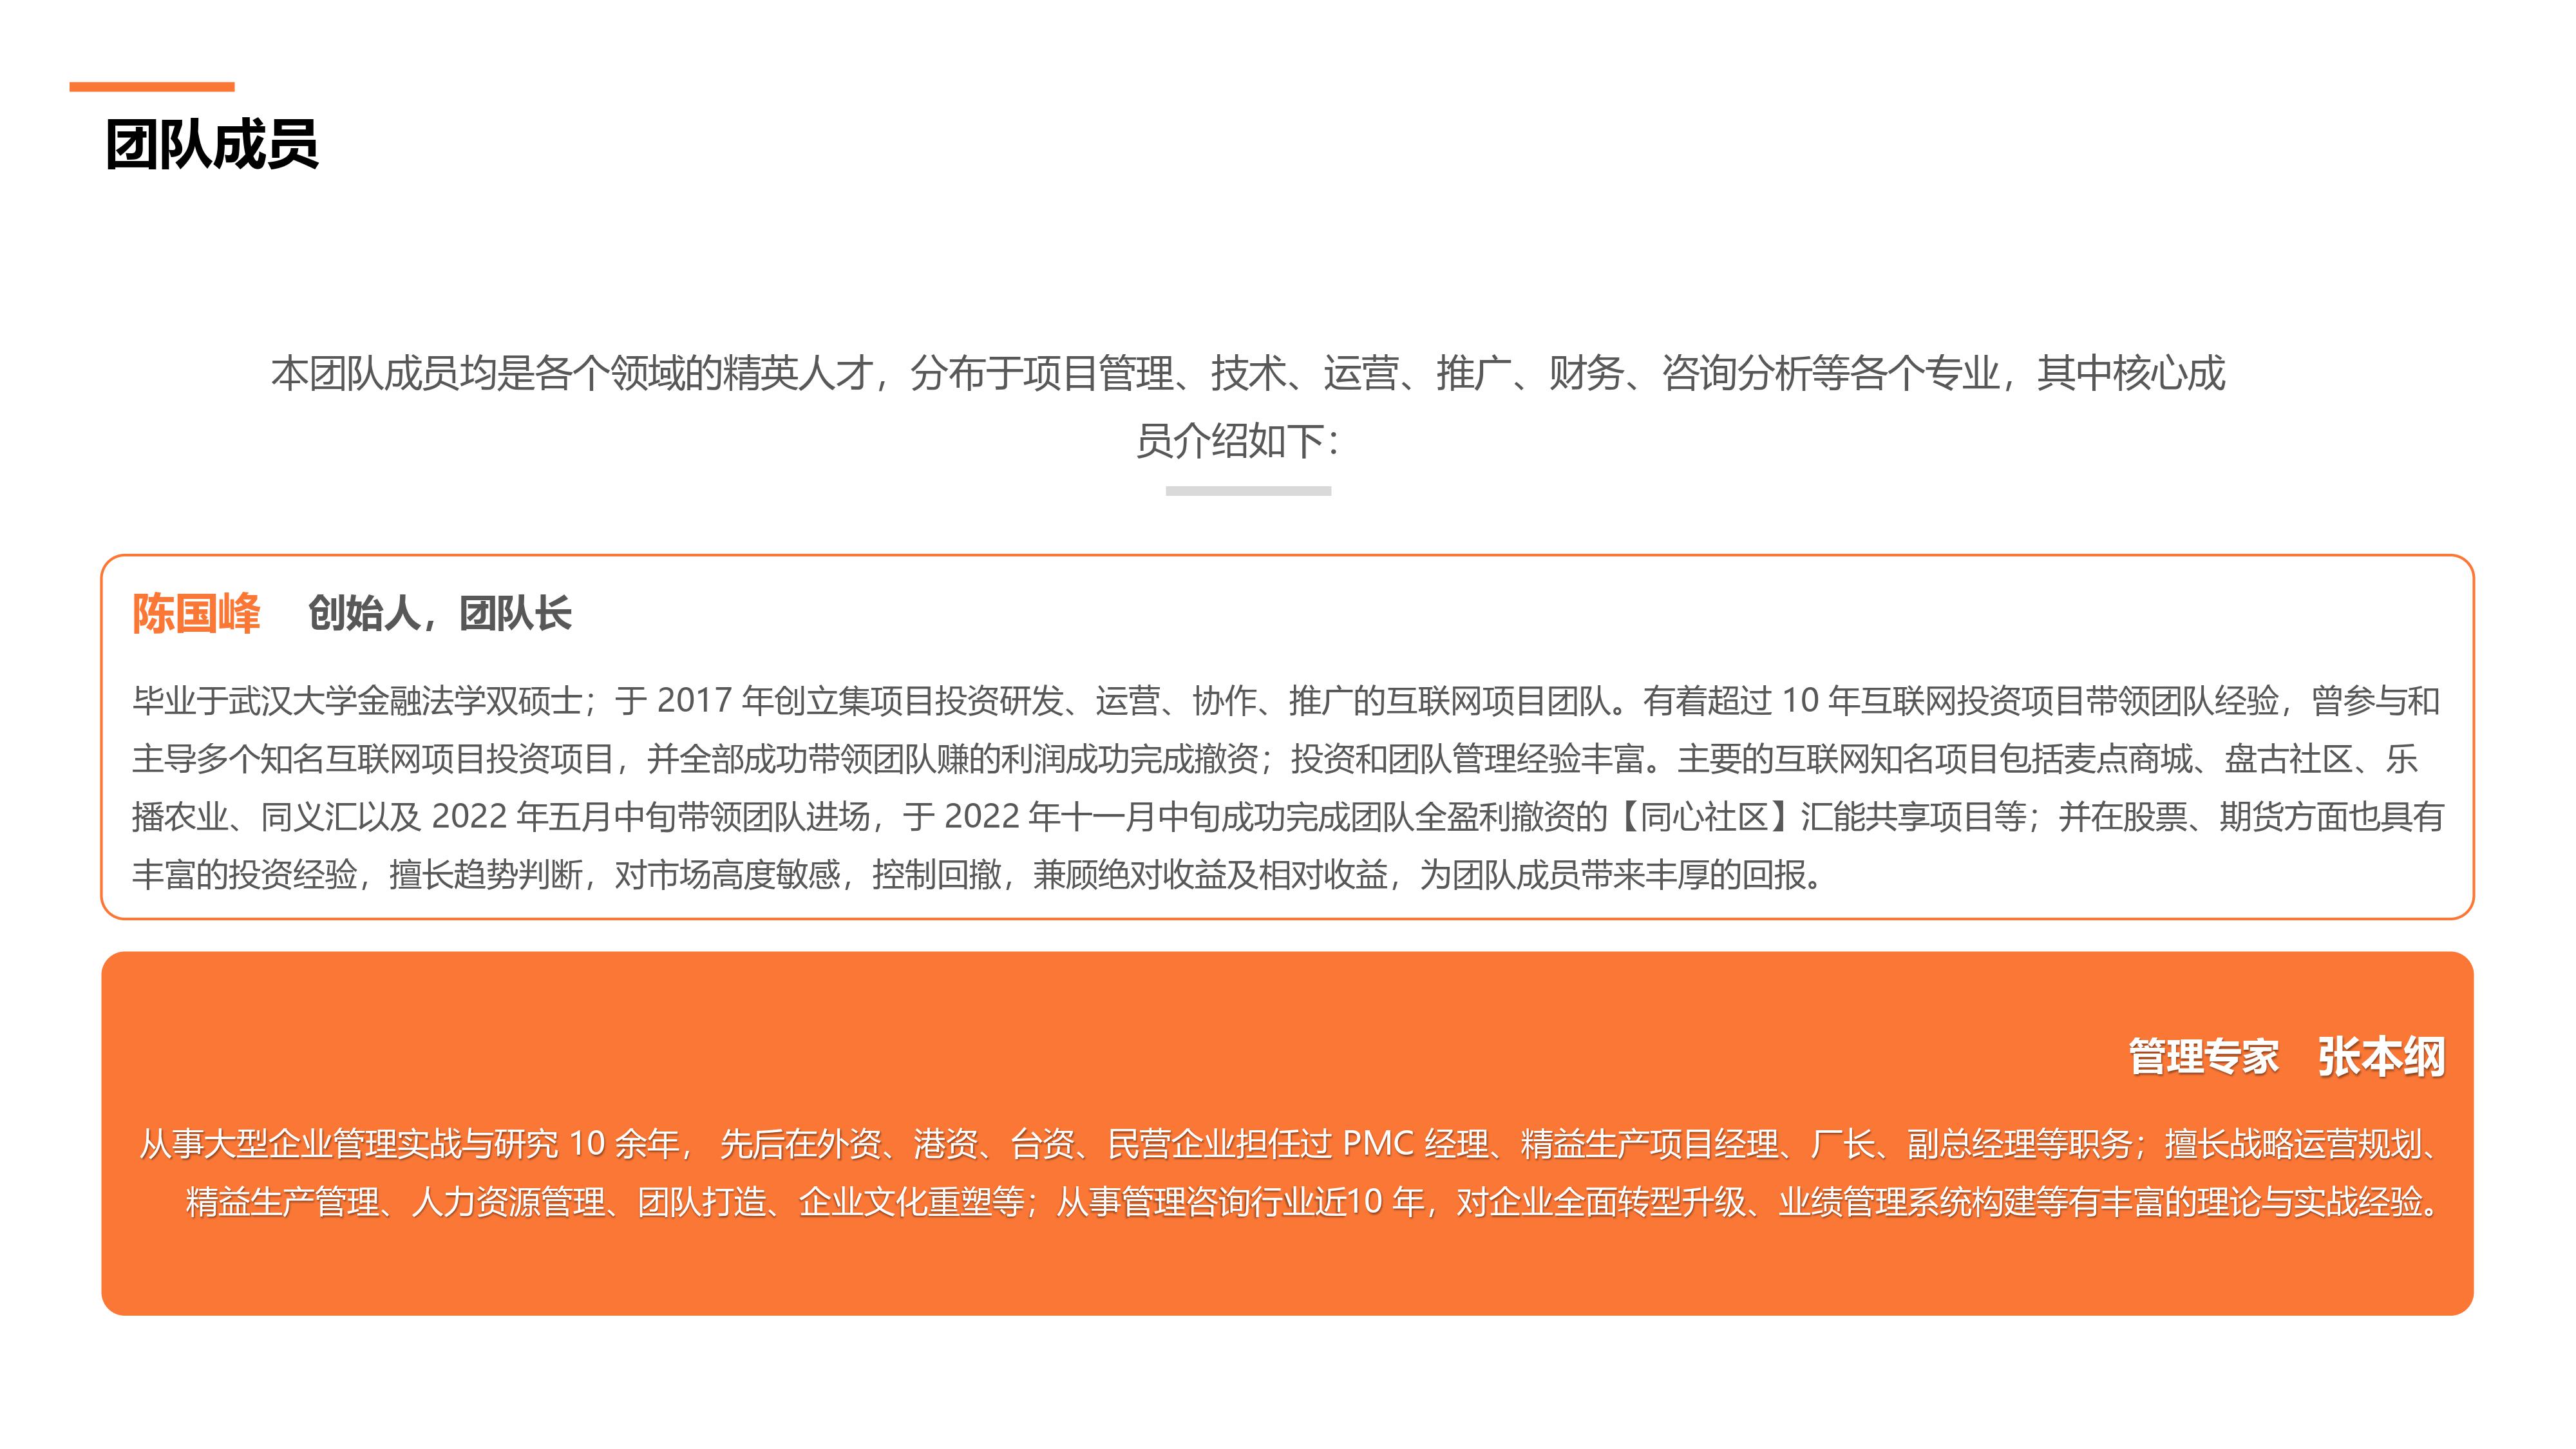 团队成员
本团队成员均是各个领域的精英人才，分布于项目管理、技术、运营、推广、财务、咨询分析等各个专业，其中核心成
员介绍如下：
陈国峰 创始人，团队长
毕业于武汉大学金融法学双硕士；于 2017 年创立集项目投资研发、运营、协作、推广的互联网项目团队。有着超过 10 年互联网投资项目带领团队经验，曾参与和
主导多个知名互联网项目投资项目，并全部成功带领团队赚的利润成功完成撤资；投资和团队管理经验丰富。主要的互联网知名项目包括麦点商城、盘古社区、乐
播农业、同义汇以及 2022 年五月中旬带领团队进场，于 2022 年十一月中旬成功完成团队全盈利撤资的【同心社区】汇能共享项目等；并在股票、期货方面也具有
丰富的投资经验，擅长趋势判断，对市场高度敏感，控制回撤，兼顾绝对收益及相对收益，为团队成员带来丰厚的回报。
管理专家 张本纲
从事大型企业管理实战与研究 10 余年， 先后在外资、港资、台资、民营企业担任过 PMC 经理、精益生产项目经理、厂长、副总经理等职务；擅长战略运营规划、
精益生产管理、人力资源管理、团队打造、企业文化重塑等；从事管理咨询行业近10 年，对企业全面转型升级、业绩管理系统构建等有丰富的理论与实战经验。